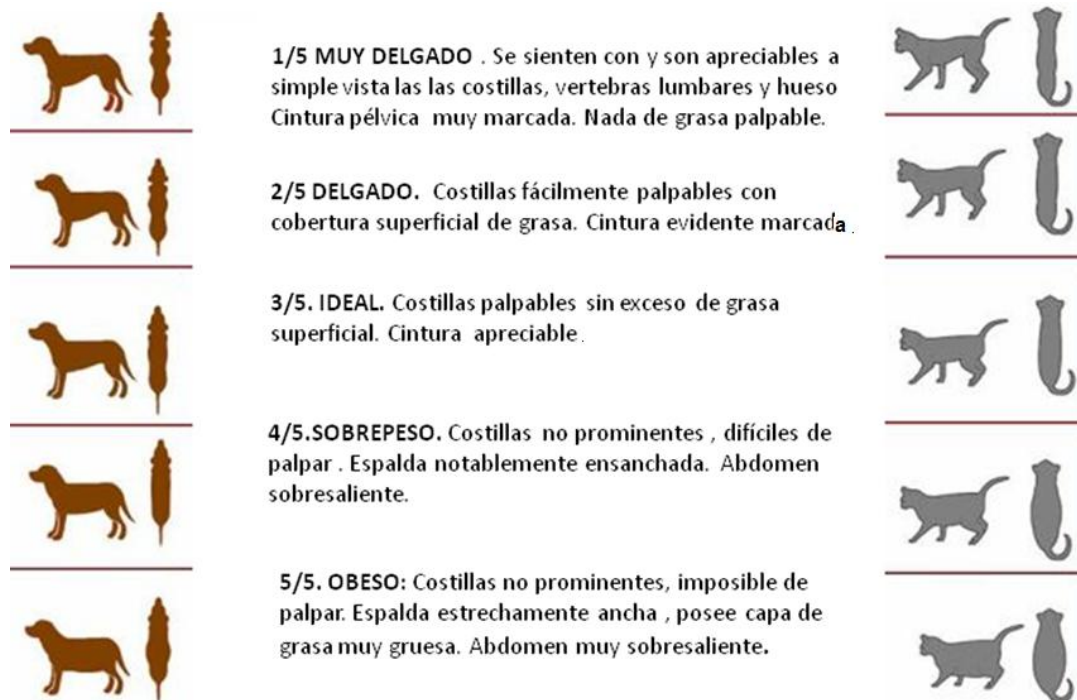 1/5 MUY DELGADO . Se sienten con y son apreciables a
simple vista las las costillas, vertebras lumbares y hueso
Cintura pélvica muy marcada. Nada de grasa palpable.
2/5 DELGADO. Costillas fácilmente palpables con
cobertura superficial de grasa. Cintura evidente marcada .
3/5. IDEAL. Costillas palpables sin exceso de grasa
superficial. Cintura apreciable .
4/5.SOBREPESO. Costillas no prominentes , difíciles de
palpar . Espalda notablemente ensanchada. Abdomen
sobresaliente.
5/5. OBESO: Costillas no prominentes, imposible de
palpar. Espalda estrechamente ancha , posee capa de
grasa muy gruesa. Abdomen muy sobresaliente.